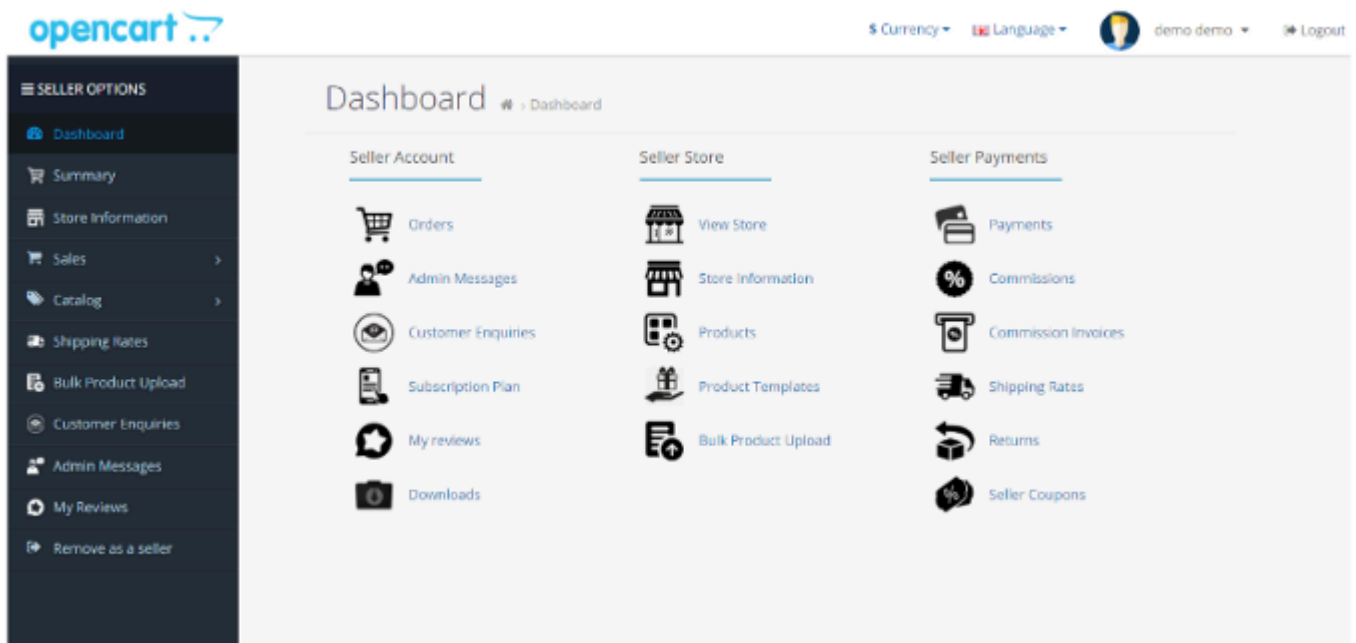 opencart
$ Currency
Language
demo demo
Logout
SELLER OPTIONS
Dashboard
Summary
Store Information
Sales
Catalog
Shipping Rates
Bulk Product Upload
Customer Enquiries
Admin Messages
My Reviews
Remove as a seller
Dashboard
› Dashboard
Seller Account
Orders
Admin Messages
Customer Enquiries
Subscription Plan
My reviews
Downloads
Seller Store
View Store
Store Information
Products
Product Templates
Bulk Product Upload
Seller Payments
Payments
%
Commissions
Commission Invoices
Shipping Rates
Returns
%
Seller Coupons